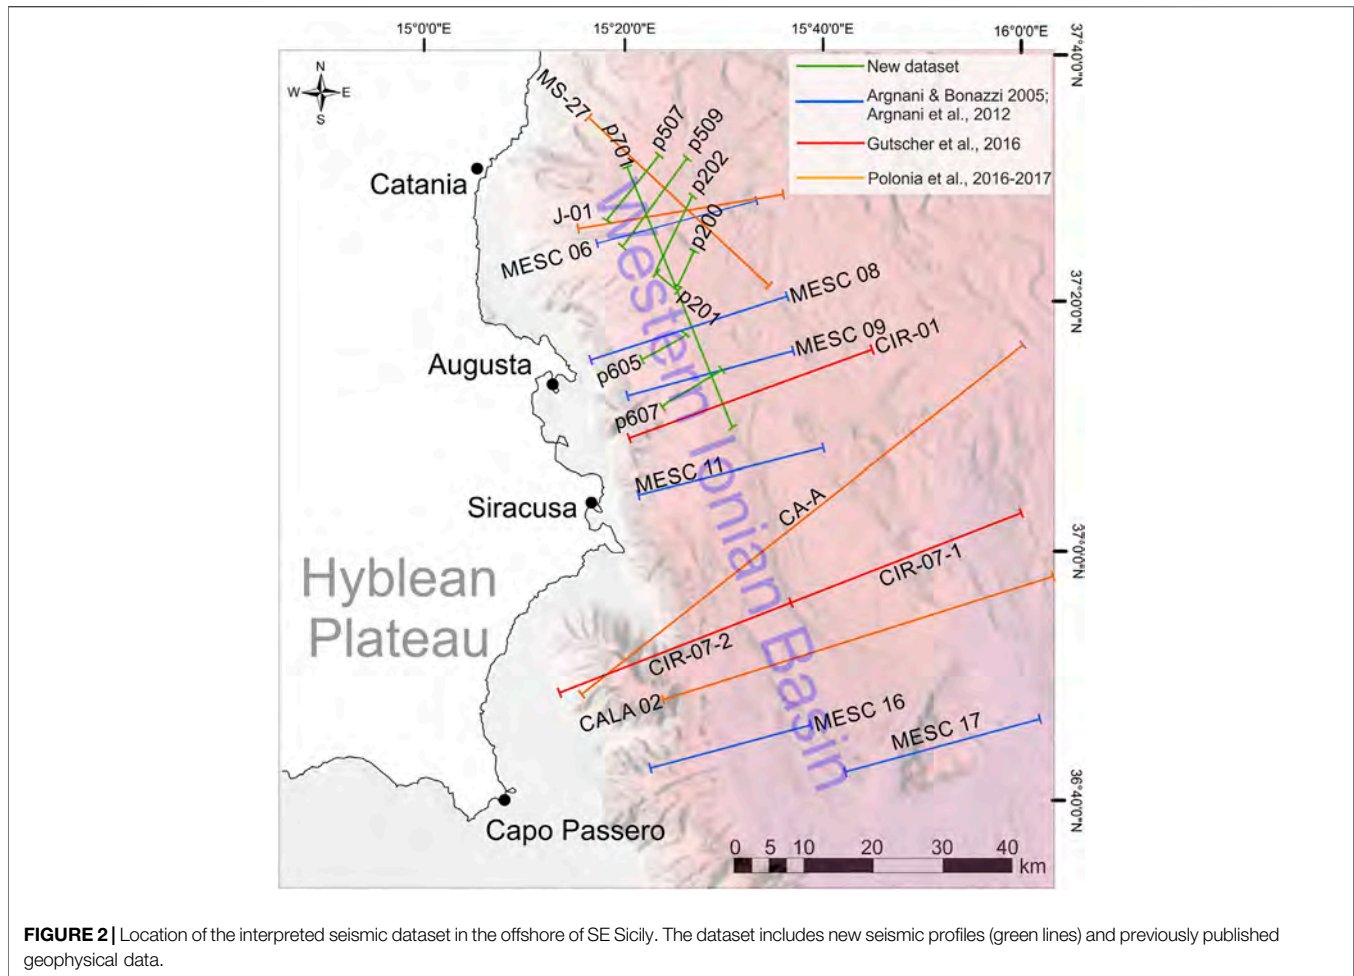 15°0'0"E
15°20'0"E
15°40'0"E
16°0'0"E
37°40'0"N
N
W E
S
New dataset
Argnani & Bonazzi 2005;
Argnani et al., 2012
Gutscher et al., 2016
Polonia et al., 2016-2017
MS-27
p701
p507
p509
p202
p200
Catania
J-01
MESC 06
Western Ionian Basin
MESC 08
37°20'0"N
p201
MESC 09
CIR-01
Augusta
p605
p607
MESC 11
Siracusa
CA-A
37°0'0"N
CIR-07-1
Hyblean
Plateau
CIR-07-2
CALA 02
MESC 16
MESC 17
36°40'0"N
Capo Passero
0 5 10 20 30 40
km
FIGURE 2 | Location of the interpreted seismic dataset in the offshore of SE Sicily. The dataset includes new seismic profiles (green lines) and previously published
geophysical data.